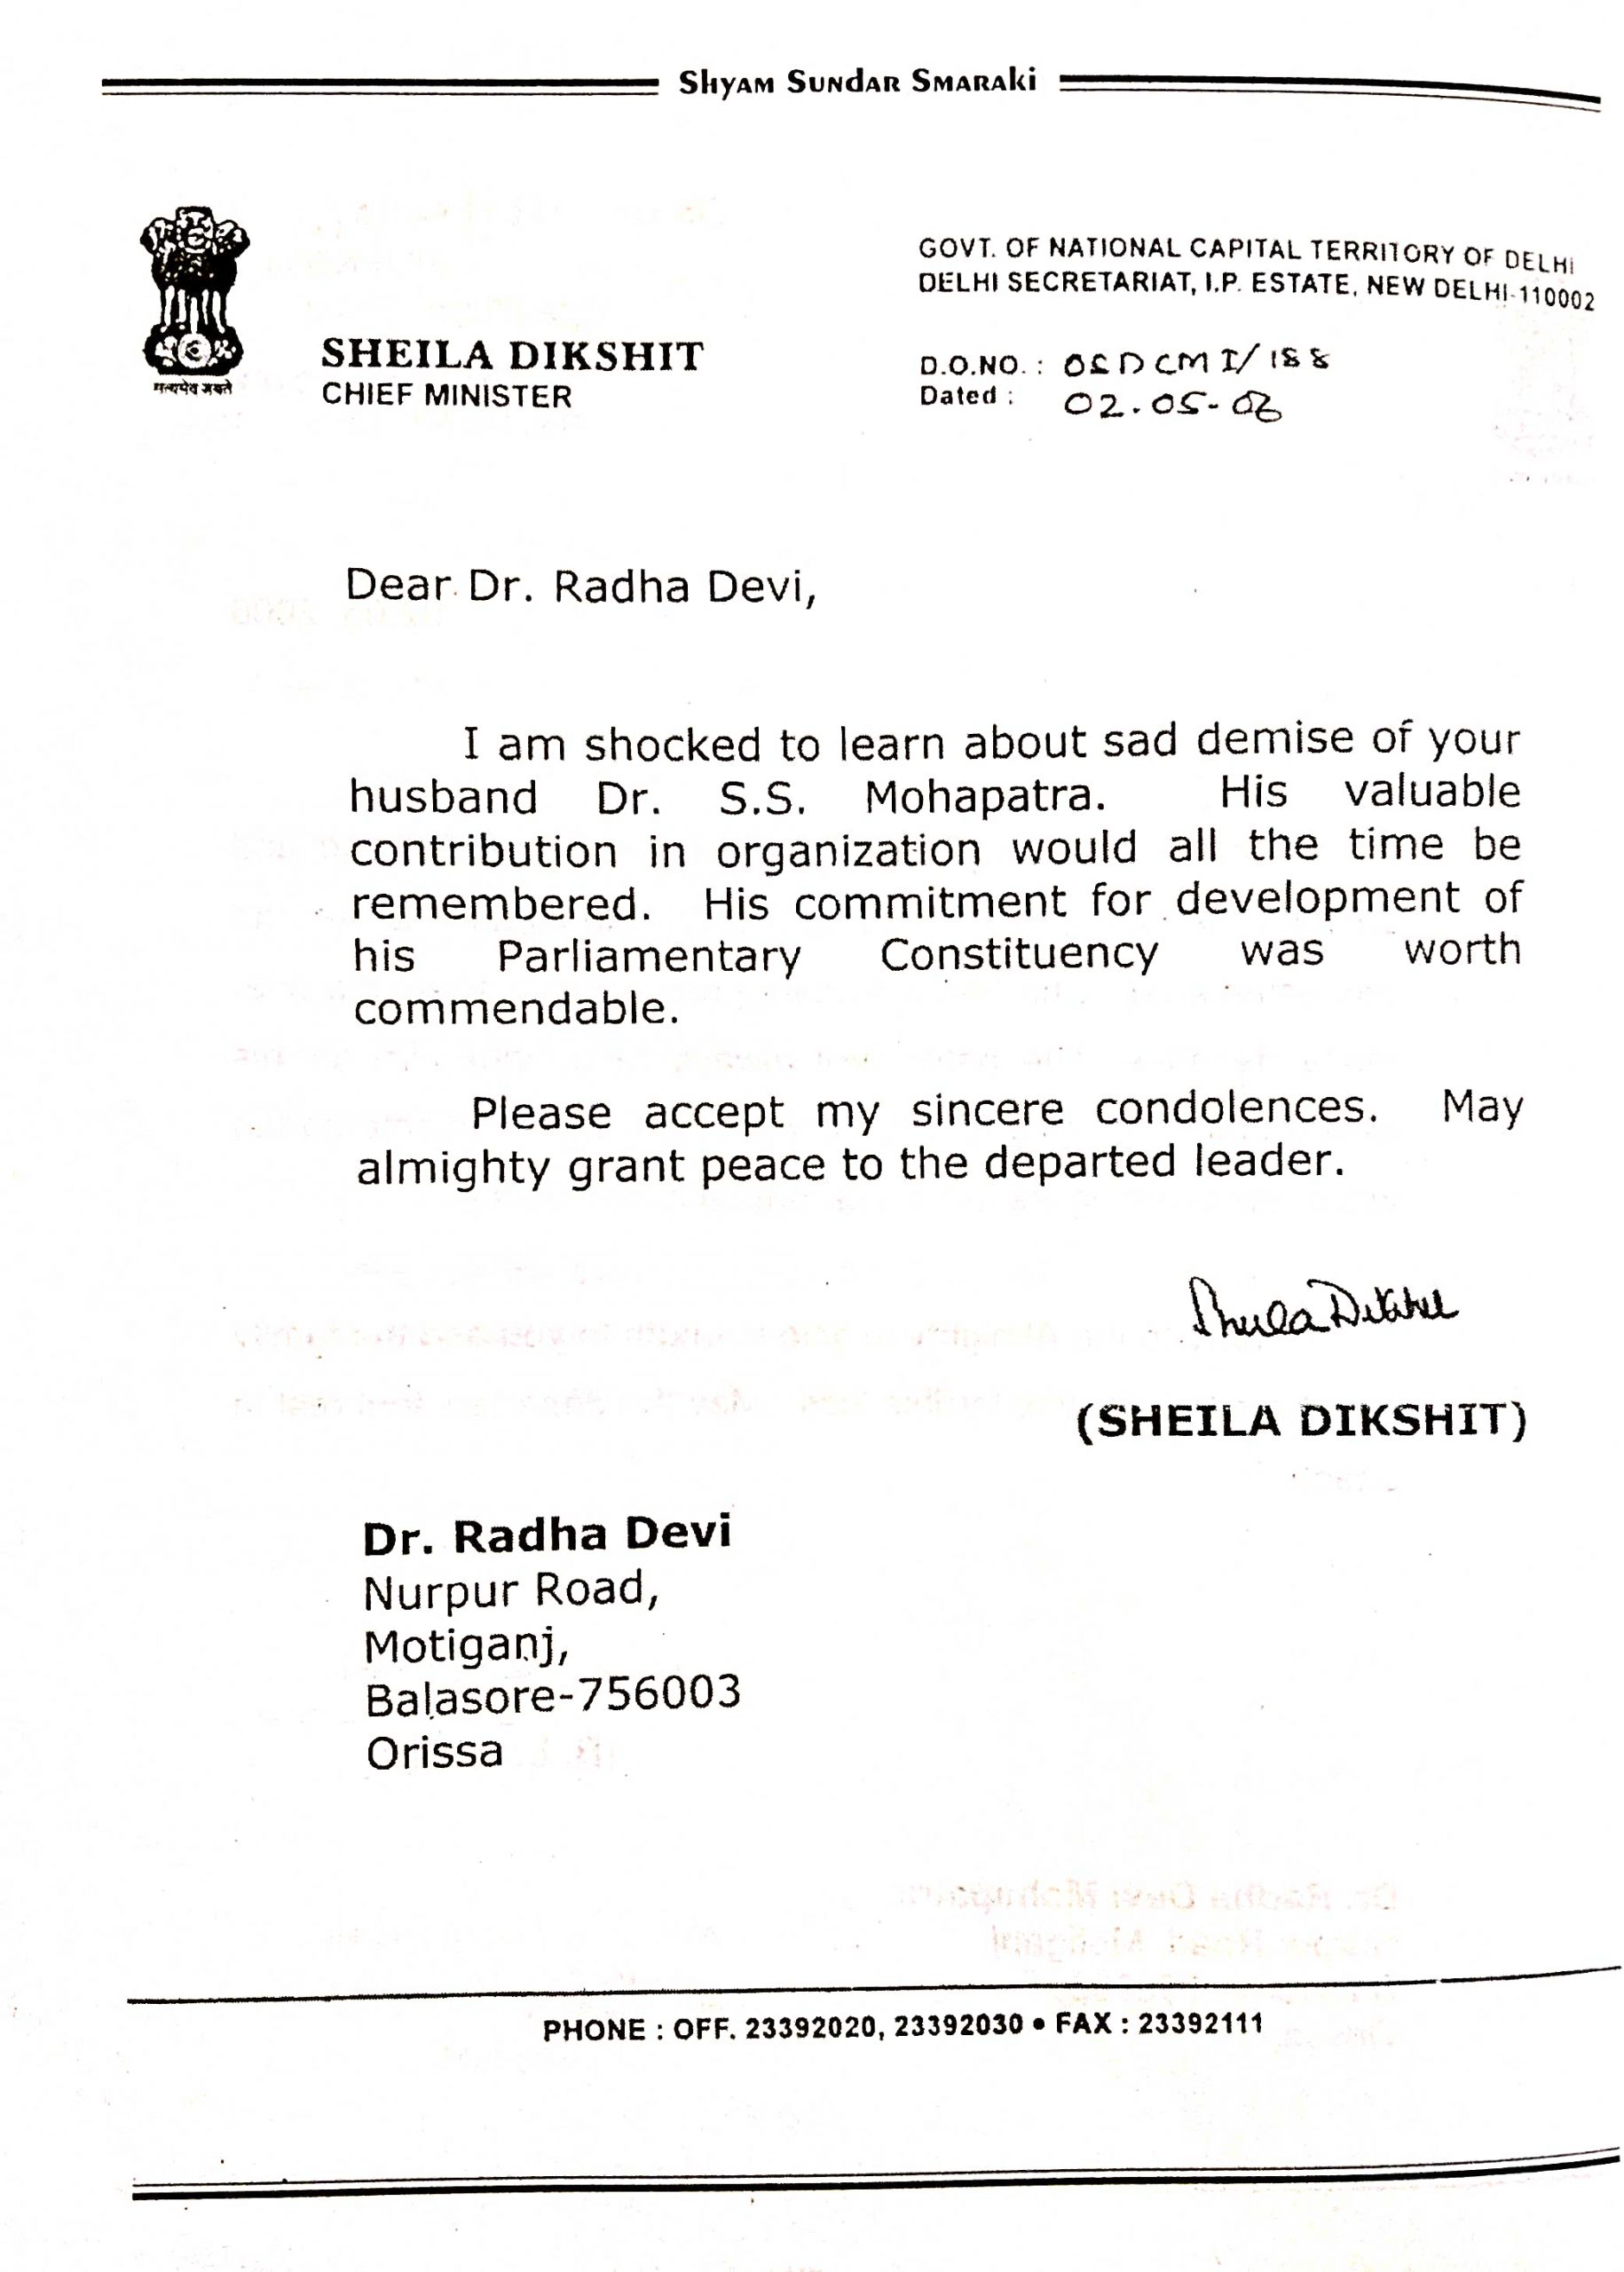 Shyam Sundar Smaraki
सत्यमेव जयते
SHEILA DIKSHIT
CHIEF MINISTER
GOVT. OF NATIONAL CAPITAL TERRITORY OF DELHI
DELHI SECRETARIAT, I.P. ESTATE, NEW DELHI-110002
D.O.NO. : OSDCMI/188
Dated : 02.05-06
Dear Dr. Radha Devi,
I am shocked to learn about sad demise of your
husband Dr. S.S. Mohapatra. His valuable
contribution in organization would all the time be
remembered. His commitment for development of
his Parliamentary Constituency was worth
commendable.
Please accept my sincere condolences. May
almighty grant peace to the departed leader.
Sheila Dikshit
(SHEILA DIKSHIT)
Dr. Radha Devi
Nurpur Road,
Motiganj,
Balasore-756003
Orissa
PHONE : OFF. 23392020, 23392030 • FAX : 23392111